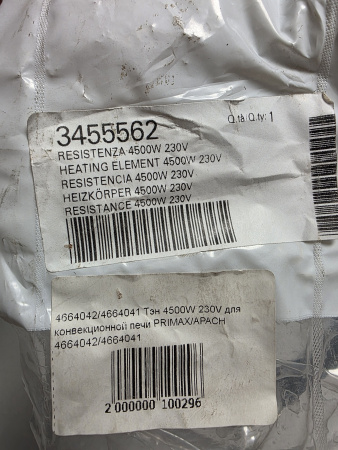 3455562
Q.tà/Q.ty: 1
RESISTENZA 4500W 230V
HEATING ELEMENT 4500W 230V
RESISTENCIA 4500W 230V
HEIZKÖRPER 4500W 230V
RESISTANCE 4500W 230V
4664042/4664041 Тэн 4500W 230V для
конвекционной печи PRIMAX/APACH
4664042/4664041
2 000000 100296